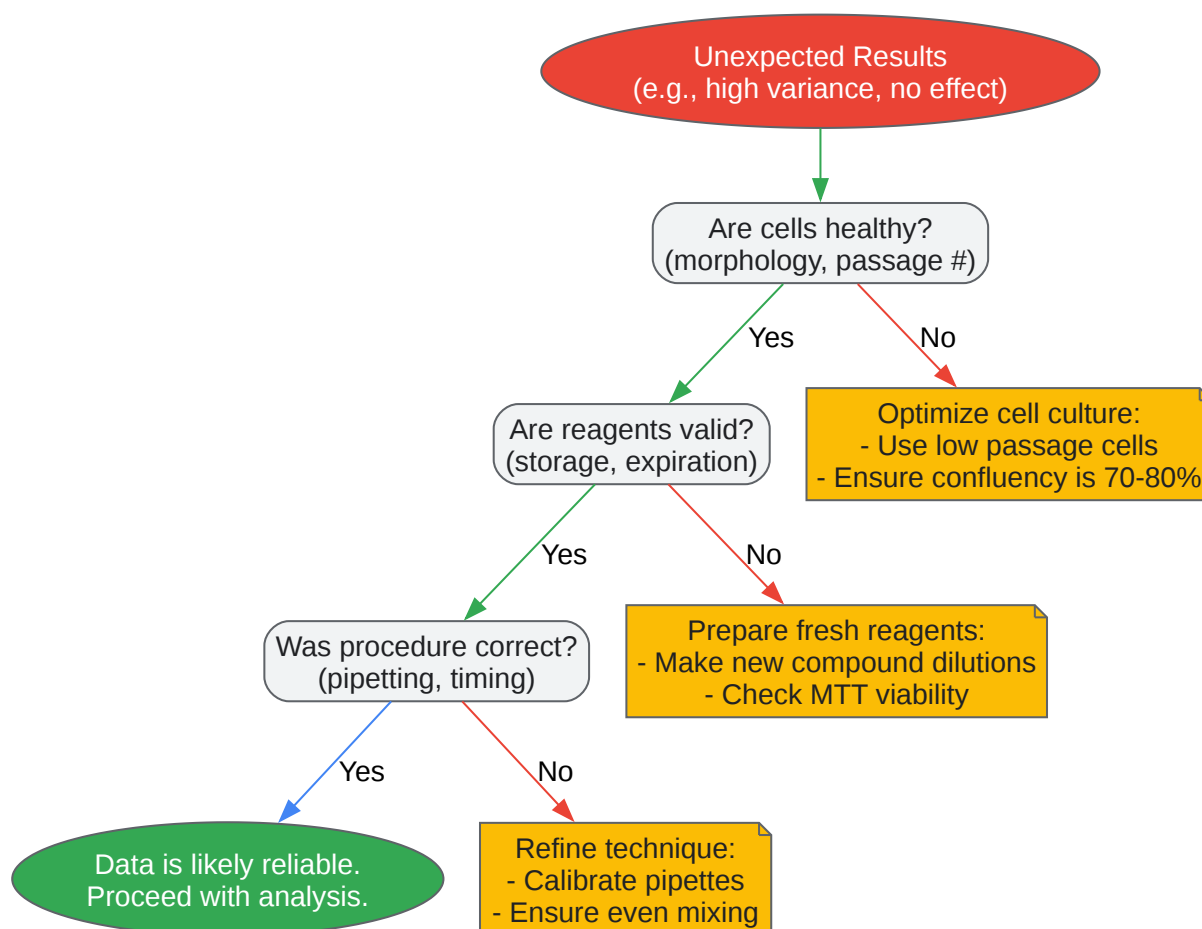 Unexpected Results
(e.g., high variance, no effect)
Are cells healthy?
(morphology, passage #)
Yes
No
Optimize cell culture:
- Use low passage cells
- Ensure confluency is 70-80%
Are reagents valid?
(storage, expiration)
Yes
No
Prepare fresh reagents:
- Make new compound dilutions
- Check MTT viability
Was procedure correct?
(pipetting, timing)
Yes
No
Data is likely reliable.
Proceed with analysis.
Refine technique:
- Calibrate pipettes
- Ensure even mixing